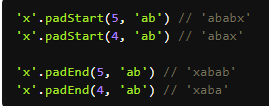 'x'.padStart(5, 'ab') // 'ababx'
'x'.padStart(4, 'ab') // 'abax'
'x'.padEnd(5, 'ab') // 'xabab'
'x'.padEnd(4, 'ab') // 'xaba'